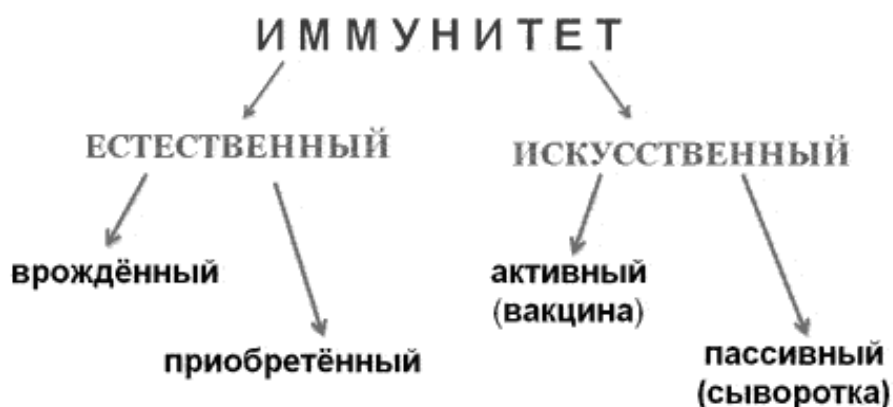 ИММУНИТЕТ
ЕСТЕСТВЕННЫЙ
ИСКУССТВЕННЫЙ
врождённый
приобретённый
активный
(вакцина)
пассивный
(сыворотка)